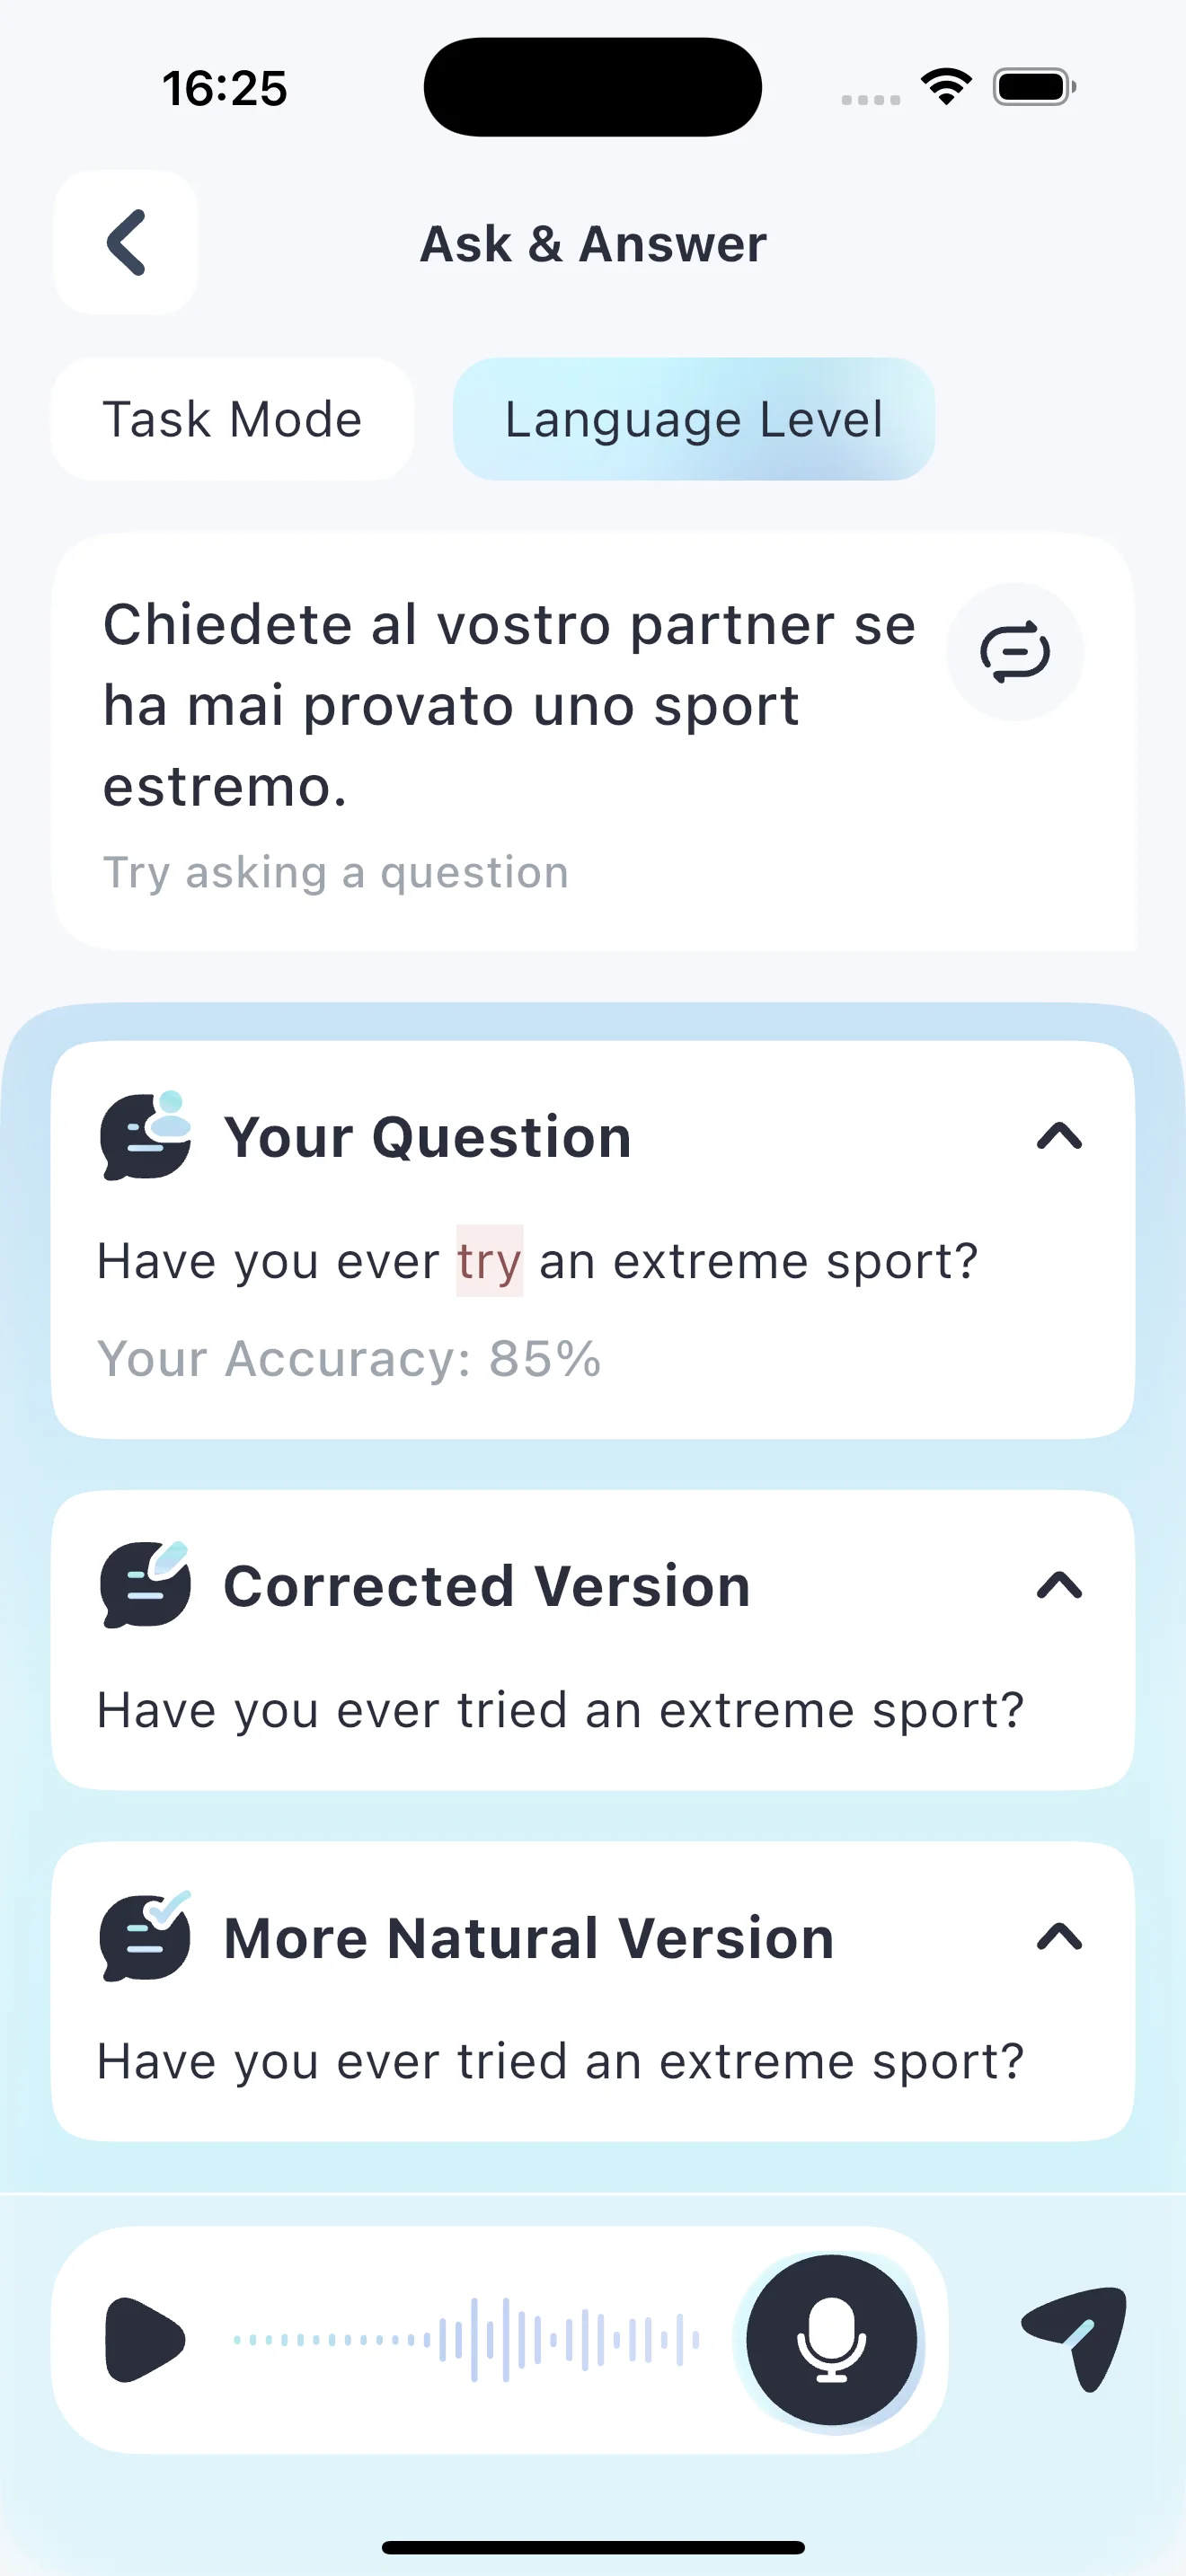 16:25
Ask & Answer
Task Mode
Language Level
Chiedete al vostro partner se
ha mai provato uno sport
estremo.
Try asking a question
Your Question
Have you ever try an extreme sport?
Your Accuracy: 85%
Corrected Version
Have you ever tried an extreme sport?
More Natural Version
Have you ever tried an extreme sport?